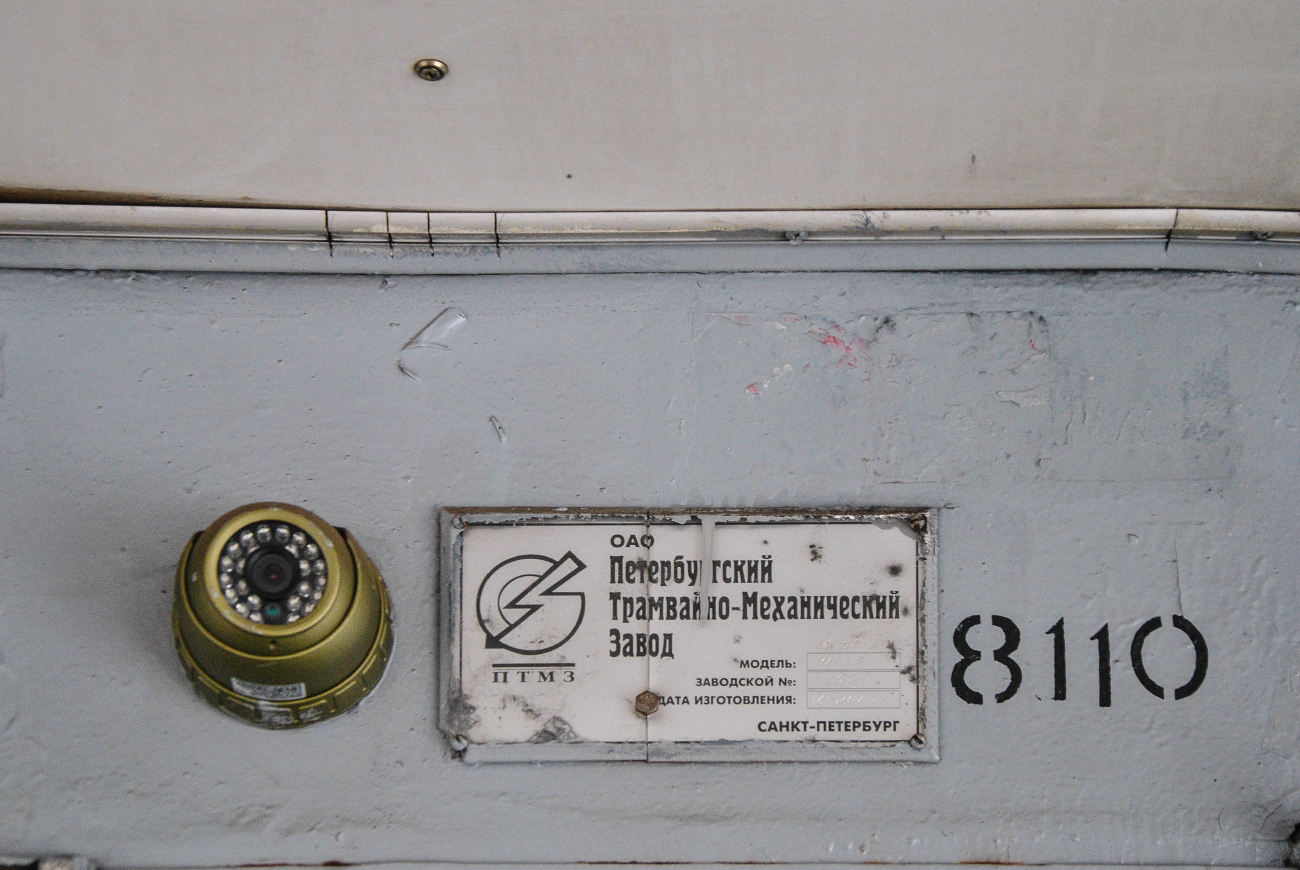 ОАО
Петербургский
Трамвайно-Механический
Завод
ПТМЗ
МОДЕЛЬ:
ЗАВОДСКОЙ №:
ДАТА ИЗГОТОВЛЕНИЯ:
САНКТ-ПЕТЕРБУРГ
8110